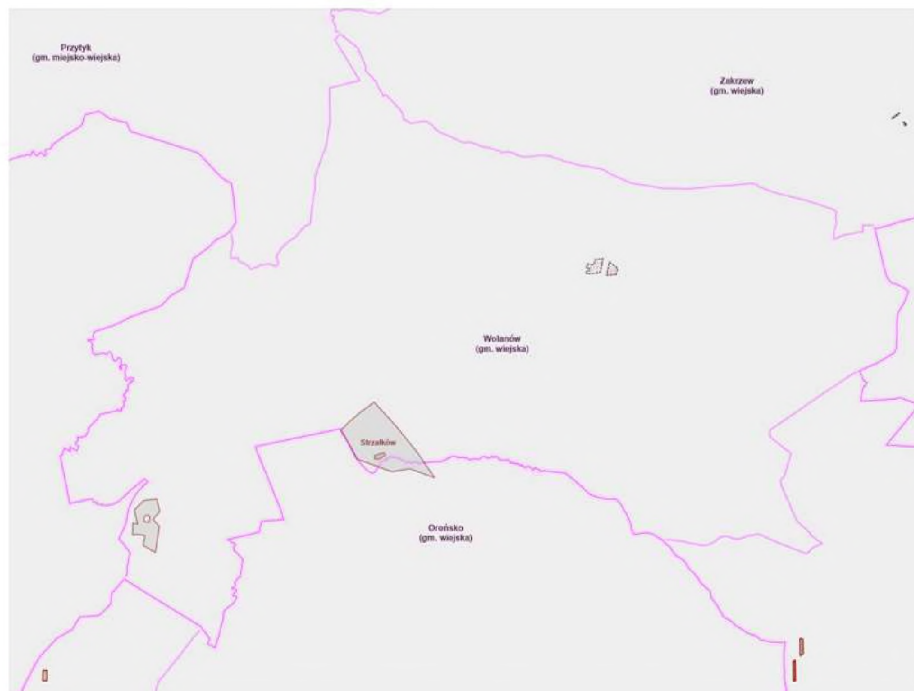 Przytyk
(gm. miejsko-wiejska)
Zakrzew
(gm. wiejska)
Wolanów
(gm. wiejska)
Strzałków
Orońsko
(gm. wiejska)